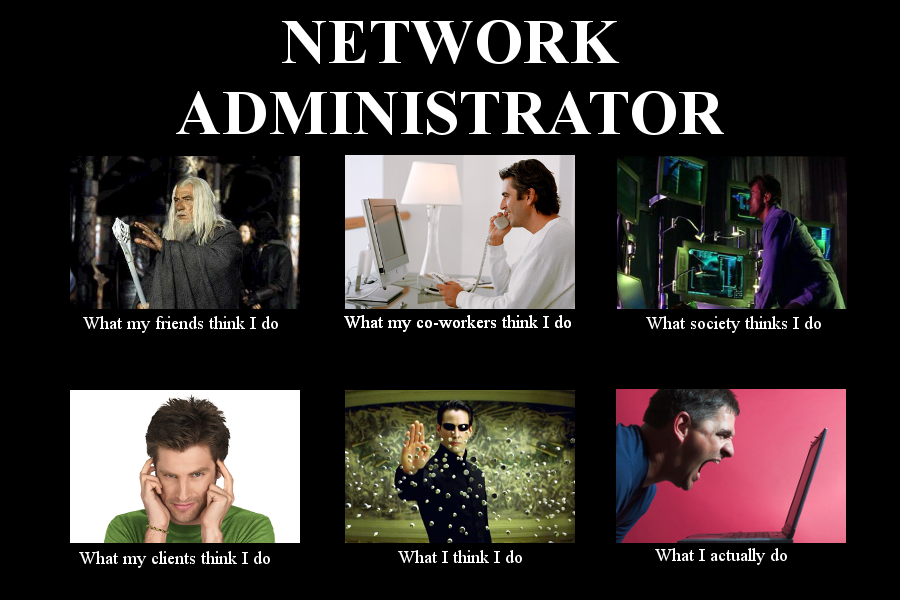 NETWORK
ADMINISTRATOR
What my friends think I do
What my co-workers think I do
What society thinks I do
What my clients think I do
What I think I do
What I actually do